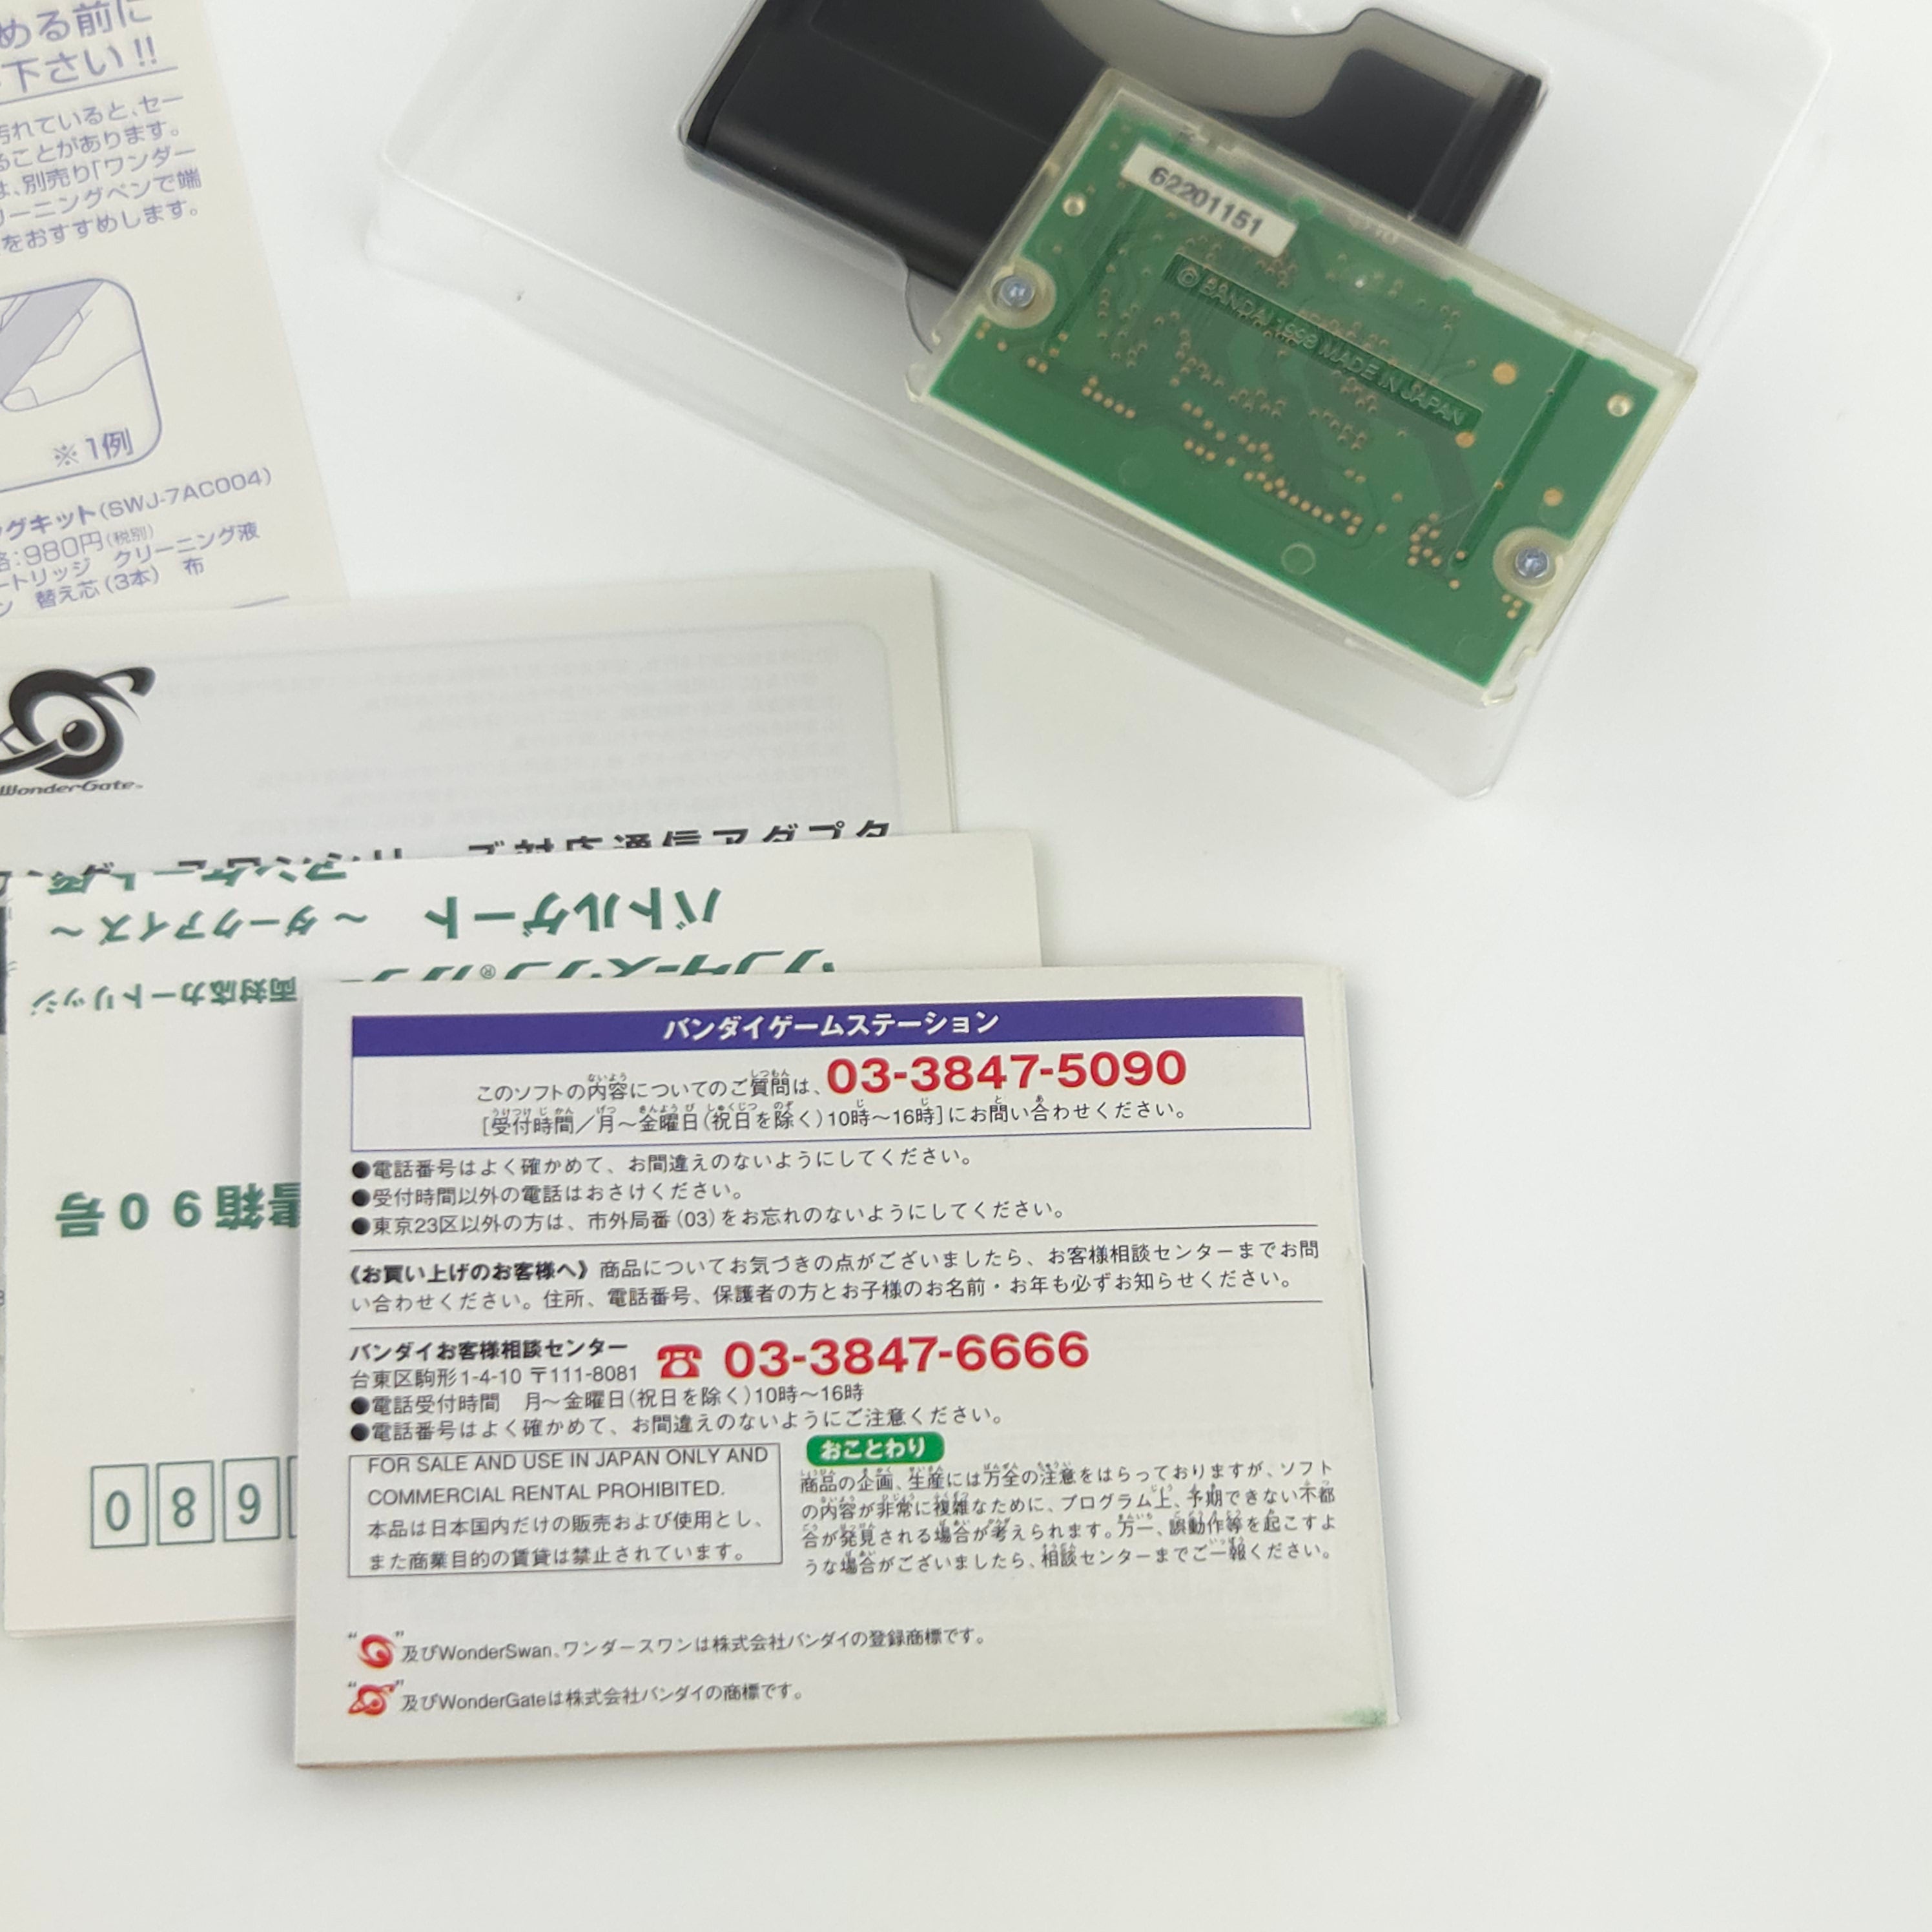 める前に
下さい!!
汚れていると、セー
ることがあります。
は、別売り「ワンダー
リーニングペンで端
をおすすめします。
※1例
グキット(SWJ-7AC004)
格:980円(税別)
ートリッジ クリーニング液
ン 替え芯(3本) 布
62201151
© BANDAI 1998 MADE IN JAPAN
WonderGate™
対応通信アダプタ
バトルゲート ～ダークアイズ～
両対応カートリッジ
書箱90号
089
バンダイゲームステーション
このソフトの内容についてのご質問は、03-3847-5090
[受付時間／月～金曜日(祝日を除く)10時～16時]にお問い合わせください。
●電話番号はよく確かめて、お間違えのないようにしてください。
●受付時間以外の電話はおさけください。
●東京23区以外の方は、市外局番(03)をお忘れのないようにしてください。
《お買い上げのお客様へ》商品についてお気づきの点がございましたら、お客様相談センターまでお問
い合わせください。住所、電話番号、保護者の方とお子様のお名前・お年も必ずお知らせください。
バンダイお客様相談センター ☎ 03-3847-6666
台東区駒形1-4-10 〒111-8081
●電話受付時間 月～金曜日(祝日を除く)10時～16時
●電話番号はよく確かめて、お間違えのないようにご注意ください。
FOR SALE AND USE IN JAPAN ONLY AND
COMMERCIAL RENTAL PROHIBITED.
本品は日本国内だけの販売および使用とし、
また商業目的の賃貸は禁止されています。
おことわり
商品の企画、生産には万全の注意をはらっておりますが、ソフト
の内容が非常に複雑なために、プログラム上、予期できない不都
合が発見される場合が考えられます。万一、誤動作等を起こすよ
うな場合がございましたら、相談センターまでご一報ください。
“ ”及びWonderSwan、ワンダースワンは株式会社バンダイの登録商標です。
“ ”及びWonderGateは株式会社バンダイの商標です。